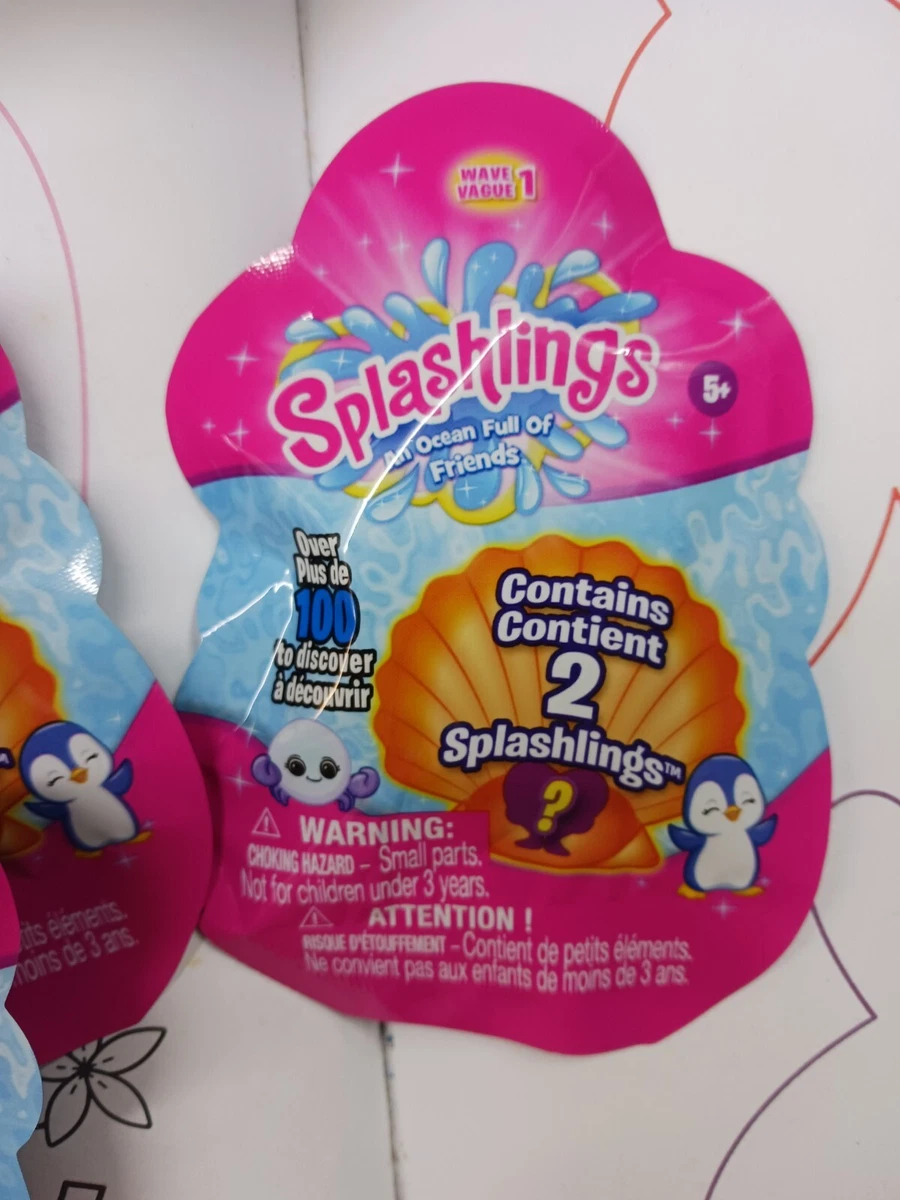 WAVE
VAGUE 1
Splashlings
An Ocean Full Of
Friends
5+
Over
Plus de
100
to discover
à découvrir
Contains
Contient
2
Splashlings™
?
⚠ WARNING:
CHOKING HAZARD – Small parts.
Not for children under 3 years.
⚠ ATTENTION !
RISQUE D'ÉTOUFFEMENT – Contient de petits éléments.
Ne convient pas aux enfants de moins de 3 ans.
éléments.
moins de 3 ans.